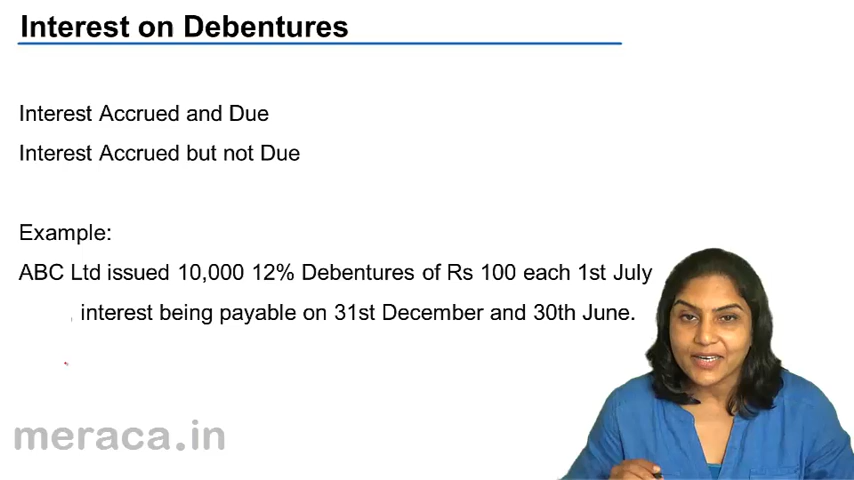 Interest on Debentures
Interest Accrued and Due
Interest Accrued but not Due
Example:
ABC Ltd issued 10,000 12% Debentures of Rs 100 each 1st July
interest being payable on 31st December and 30th June.
meraca.in